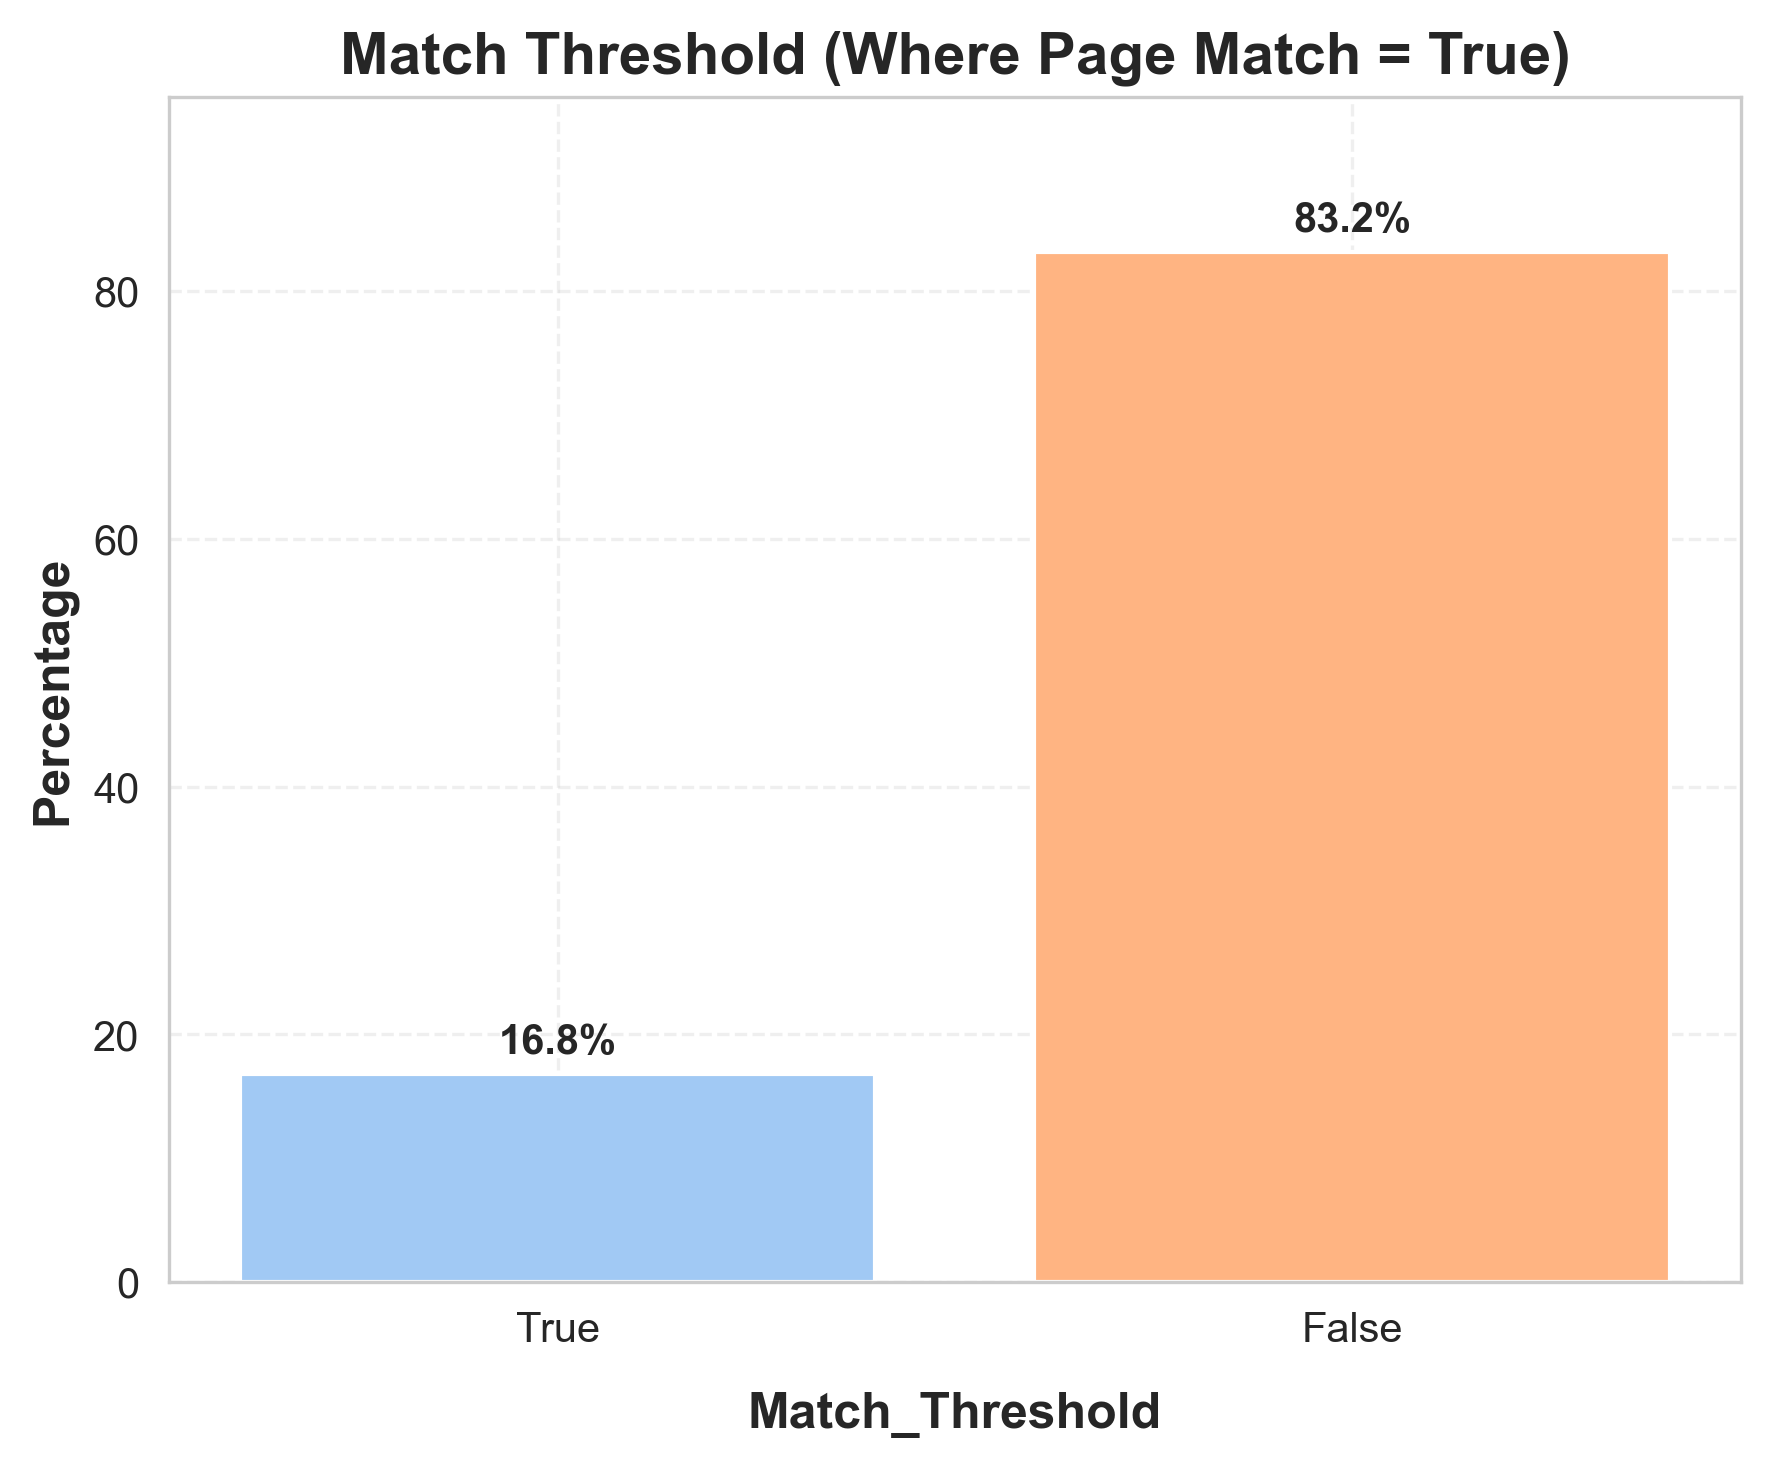 Match Threshold (Where Page Match = True)
83.2%
80
60
Percentage
40
20
16.8%
0
True
False
Match_Threshold